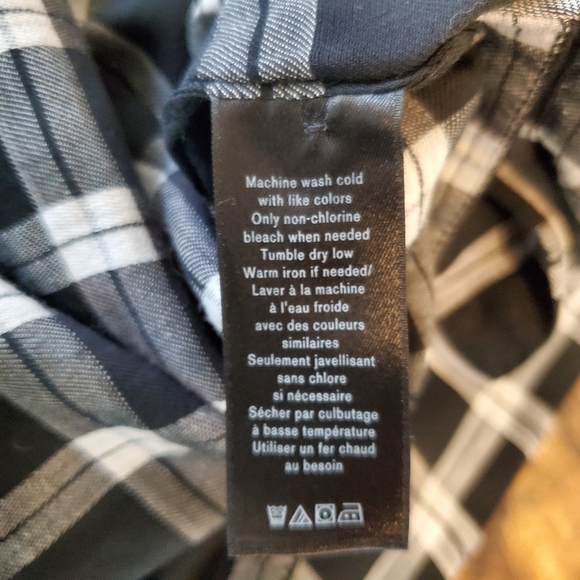 Machine wash cold
with like colors
Only non-chlorine
bleach when needed
Tumble dry low
Warm iron if needed/
Laver à la machine
à l'eau froide
avec des couleurs
similaires
Seulement javellisant
sans chlore
si nécessaire
Sécher par culbutage
à basse température
Utiliser un fer chaud
au besoin